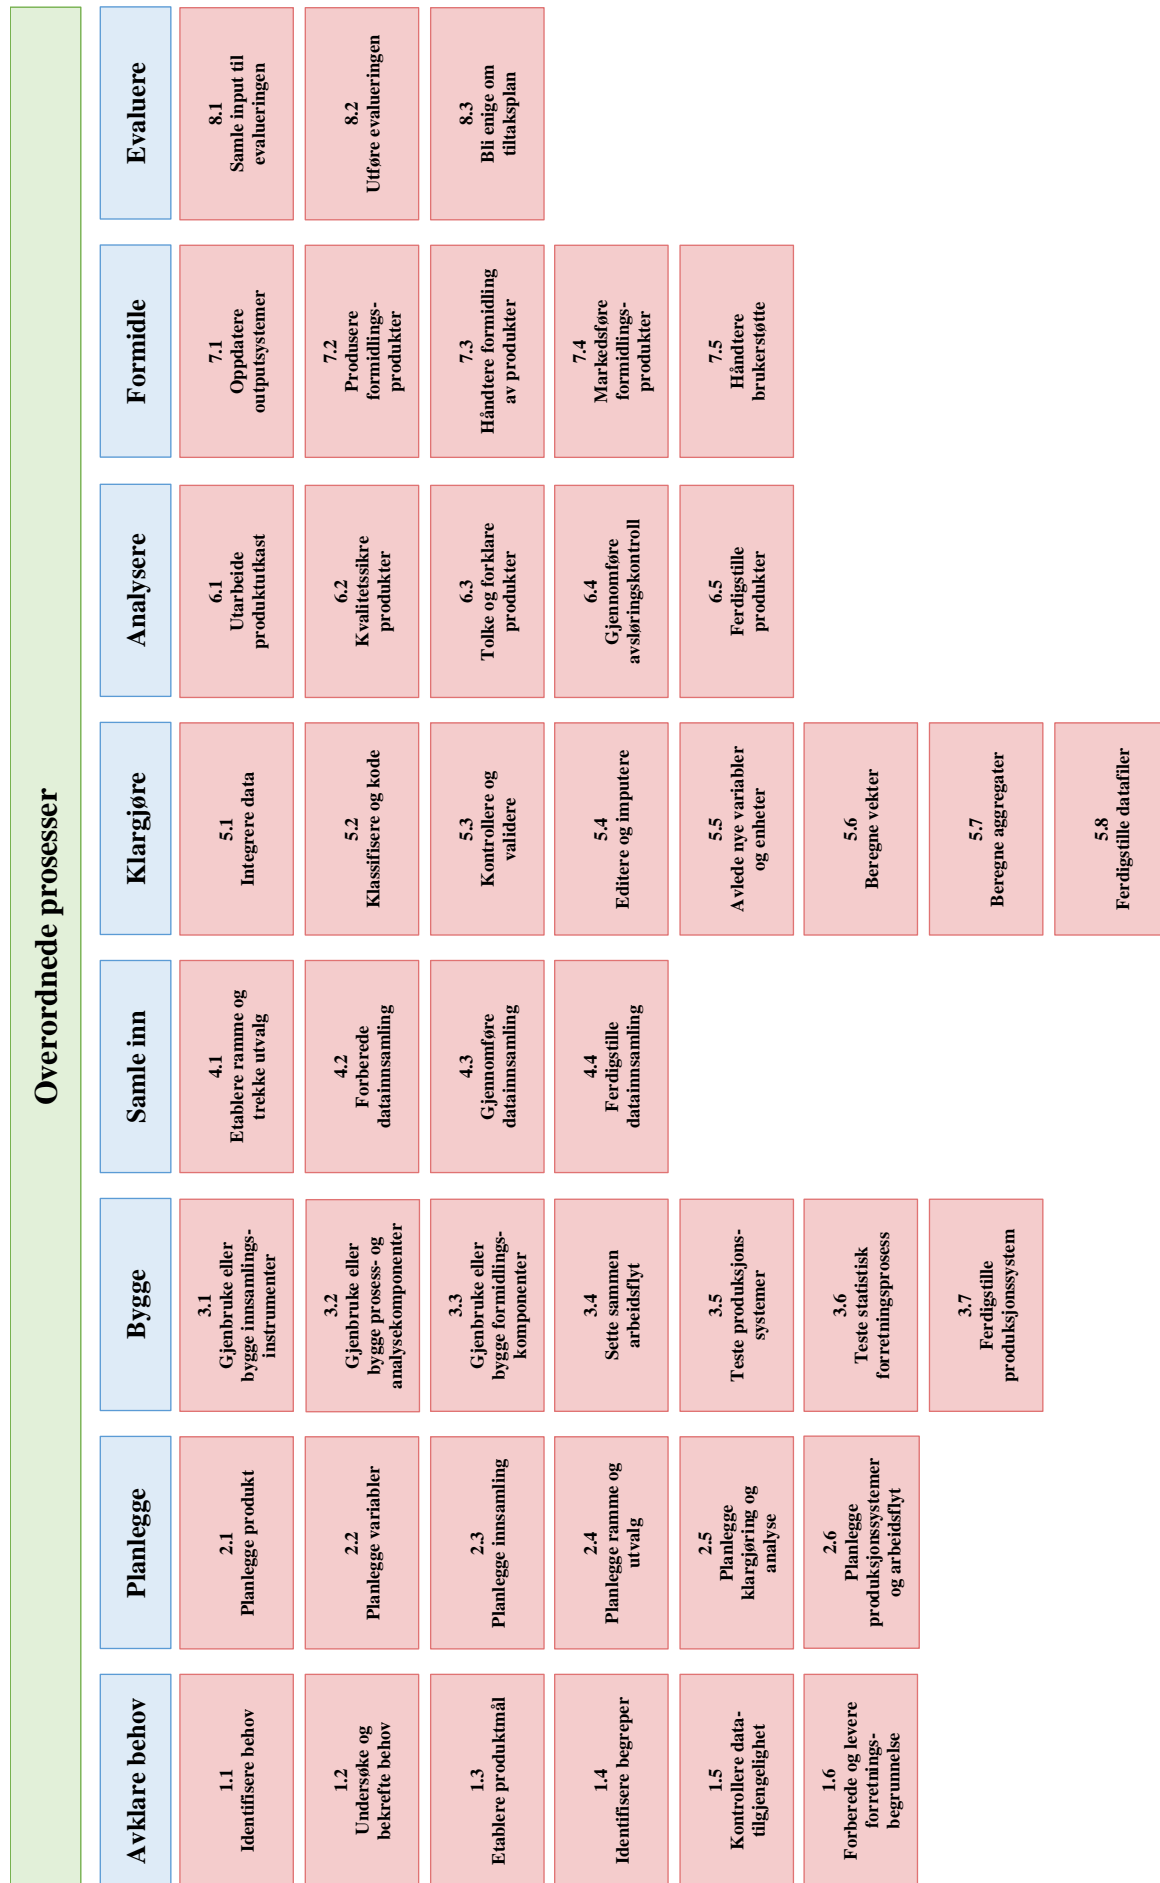 Overordnede prosesser
Avklare behov
1.1
Identifisere behov
1.2
Undersøke og
bekrefte behov
1.3
Etablere produktmål
1.4
Identifisere begreper
1.5
Kontrollere data-
tilgjengelighet
1.6
Forberede og levere
forretnings-
begrunnelse
Planlegge
2.1
Planlegge produkt
2.2
Planlegge variabler
2.3
Planlegge innsamling
2.4
Planlegge ramme og
utvalg
2.5
Planlegge
klargjøring og
analyse
2.6
Planlegge
produksjonssystemer
og arbeidsflyt
Bygge
3.1
Gjenbruke eller
bygge innsamlings-
instrumenter
3.2
Gjenbruke eller
bygge prosess- og
analysekomponenter
3.3
Gjenbruke eller
bygge formidlings-
komponenter
3.4
Sette sammen
arbeidsflyt
3.5
Teste produksjons-
systemer
3.6
Teste statistisk
forretningsprosess
3.7
Ferdigstille
produksjonssystem
Samle inn
4.1
Etablere ramme og
trekke utvalg
4.2
Forberede
datainnsamling
4.3
Gjennomføre
datainnsamling
4.4
Ferdigstille
datainnsamling
Klargjøre
5.1
Integrere data
5.2
Klassifisere og kode
5.3
Kontrollere og
validere
5.4
Editere og imputere
5.5
Avlede nye variabler
og enheter
5.6
Beregne vekter
5.7
Beregne aggregater
5.8
Ferdigstille datafiler
Analysere
6.1
Utarbeide
produktutkast
6.2
Kvalitetssikre
produkter
6.3
Tolke og forklare
produkter
6.4
Gjennomføre
avsløringskontroll
6.5
Ferdigstille
produkter
Formidle
7.1
Oppdatere
outputsystemer
7.2
Produsere
formidlings-
produkter
7.3
Håndtere formidling
av produkter
7.4
Markedsføre
formidlings-
produkter
7.5
Håndtere
brukerstøtte
Evaluere
8.1
Samle input til
evalueringen
8.2
Utføre evalueringen
8.3
Bli enige om
tiltaksplan